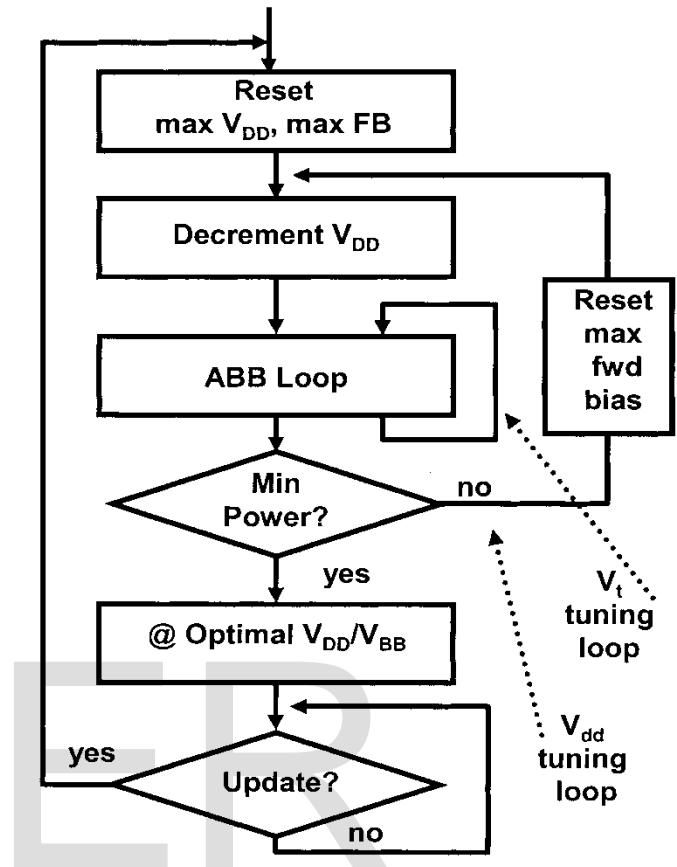 Reset
max VDD, max FB
Decrement VDD
Reset
max
fwd
bias
ABB Loop
Min
Power?
no
yes
@ Optimal VDD/VBB
Vt
tuning
loop
Vdd
tuning
loop
yes
Update?
no
ER